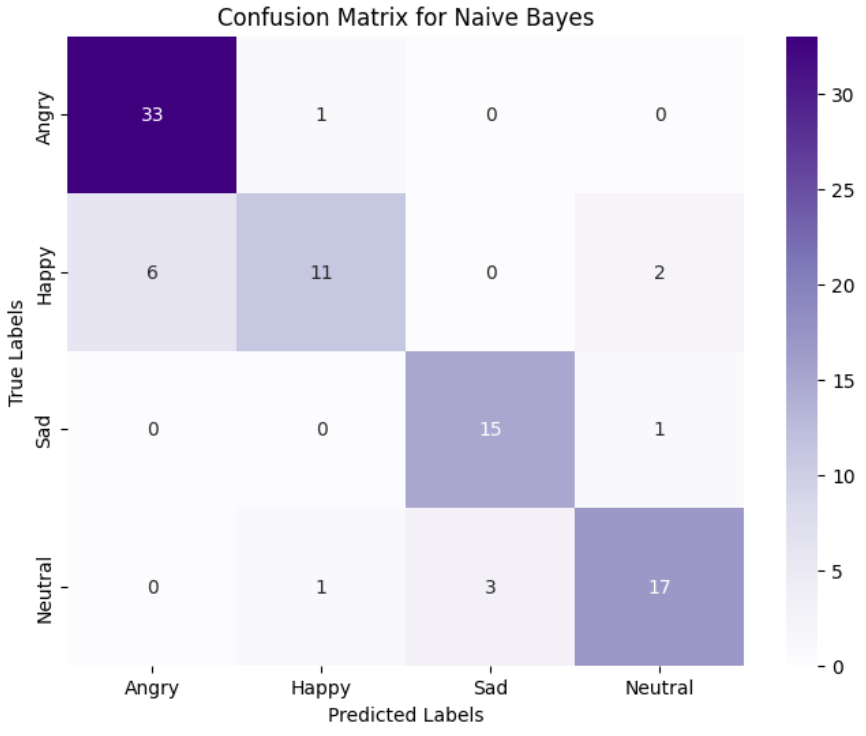 Confusion Matrix for Naive Bayes
True Labels
Angry
33 1 0 0
Happy
6 11 0 2
Sad
0 0 15 1
Neutral
0 1 3 17
Angry Happy Sad Neutral
Predicted Labels
30
25
20
15
10
5
0